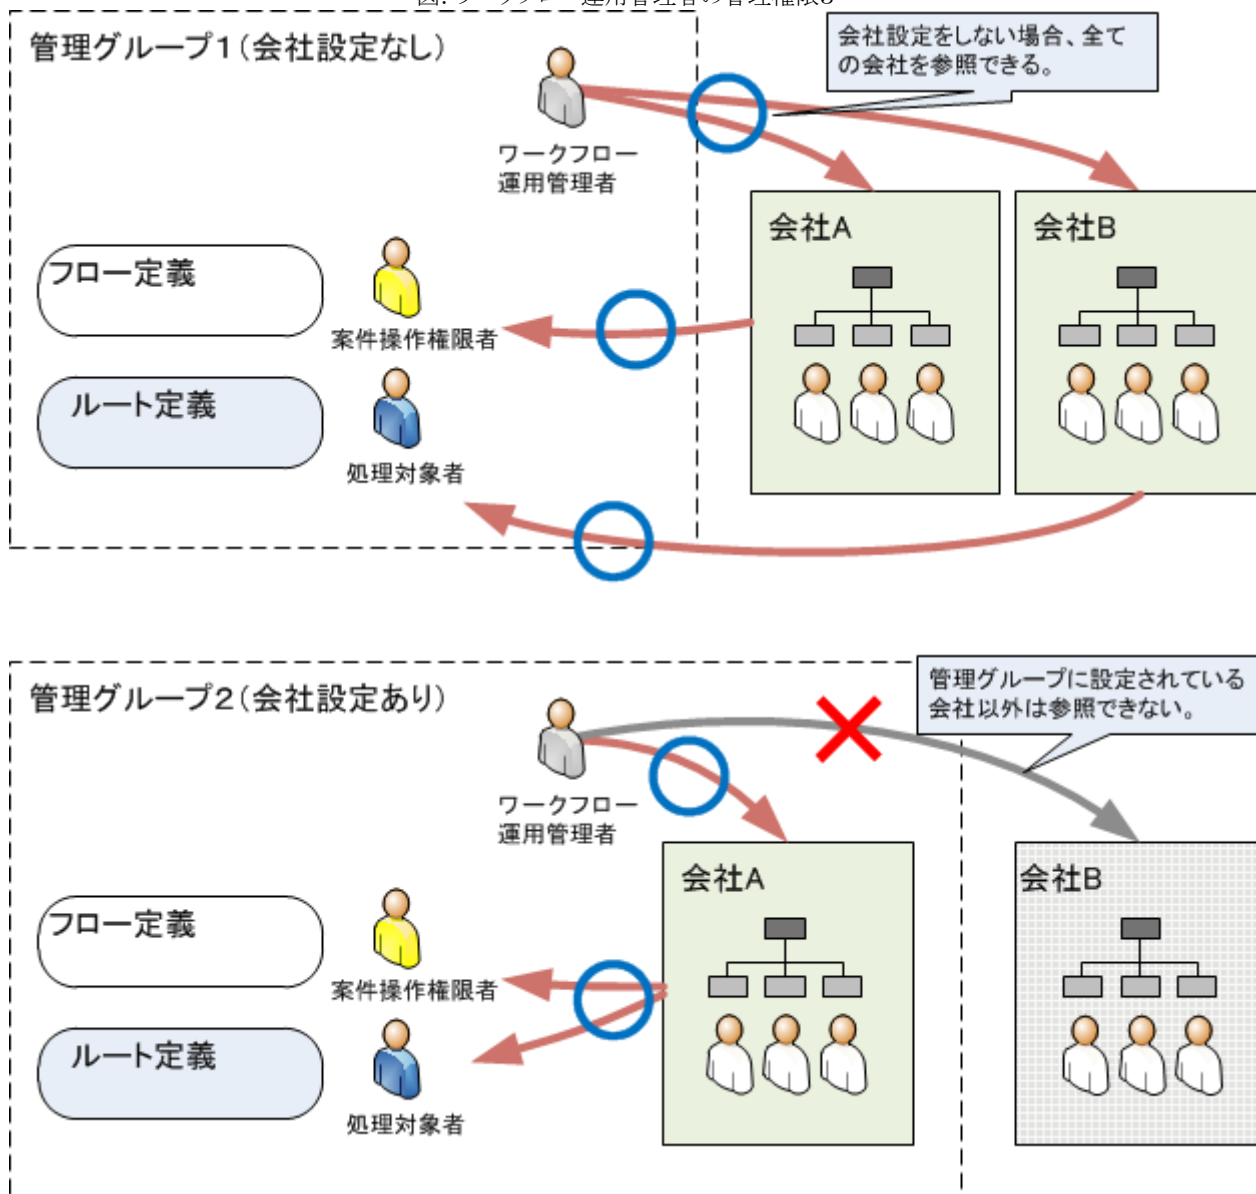 管理グループ1（会社設定なし）
会社設定をしない場合、全て
の会社を参照できる。
ワークフロー
運用管理者
会社A
会社B
フロー定義
案件操作権限者
ルート定義
処理対象者
管理グループ2（会社設定あり）
管理グループに設定されている
会社以外は参照できない。
ワークフロー
運用管理者
会社A
会社B
フロー定義
案件操作権限者
ルート定義
処理対象者